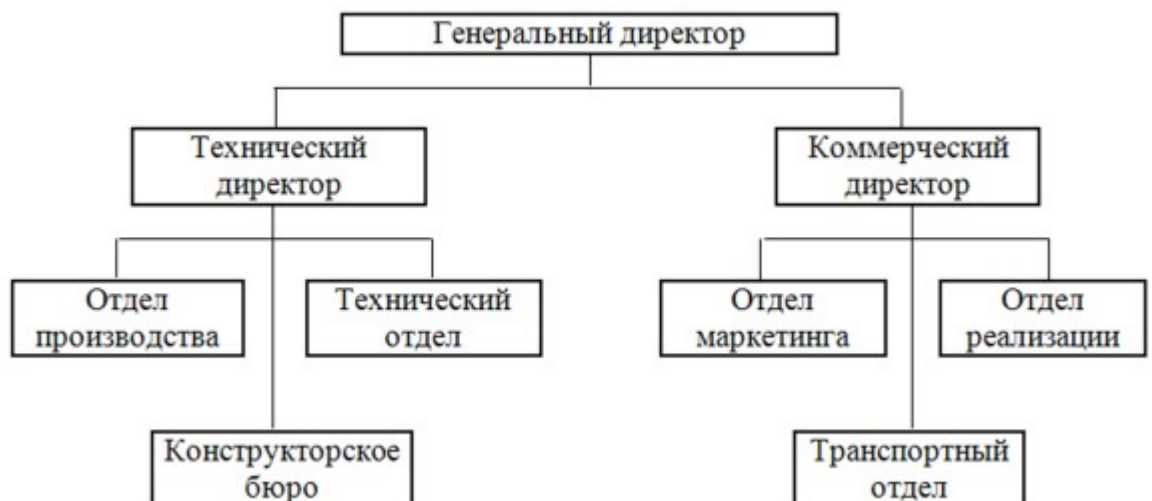 Генеральный директор
Технический
директор
Коммерческий
директор
Отдел
производства
Технический
отдел
Отдел
маркетинга
Отдел
реализации
Конструкторское
бюро
Транспортный
отдел